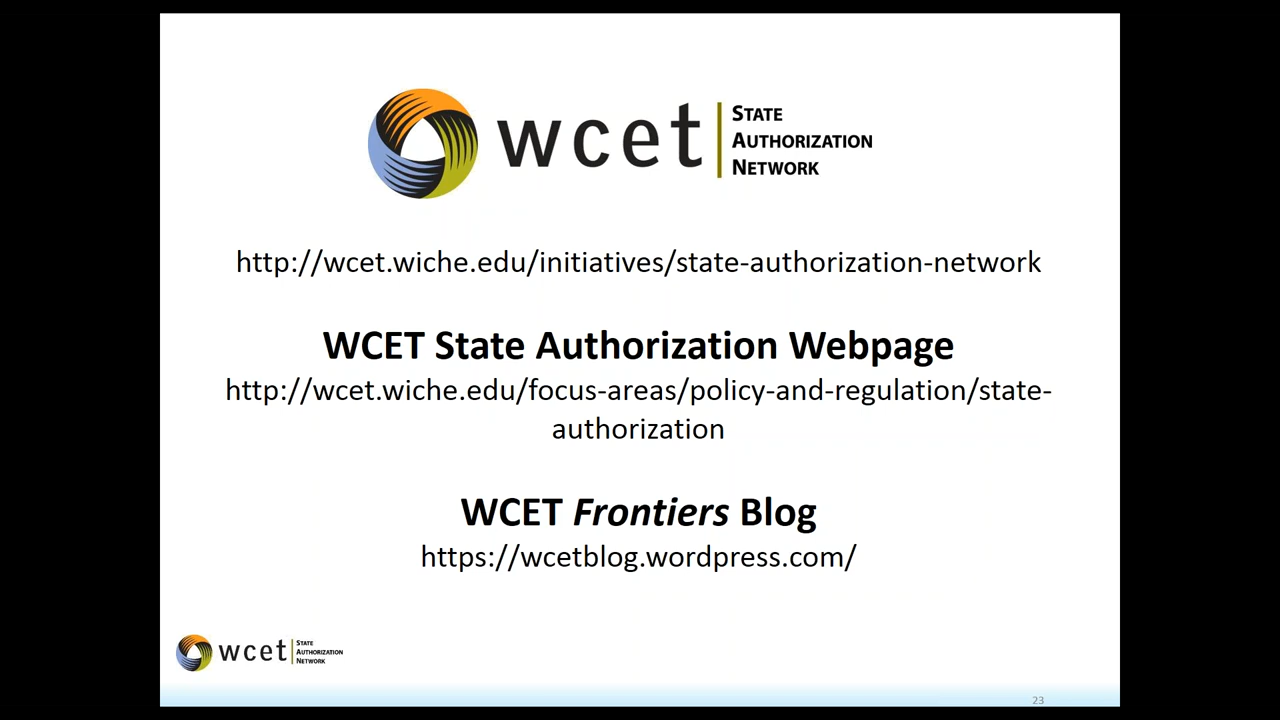 wcet
STATE
AUTHORIZATION
NETWORK
http://wcet.wiche.edu/initiatives/state-authorization-network
WCET State Authorization Webpage
http://wcet.wiche.edu/focus-areas/policy-and-regulation/state-
authorization
WCET Frontiers Blog
https://wcetblog.wordpress.com/
wcet
STATE
AUTHORIZATION
NETWORK
23